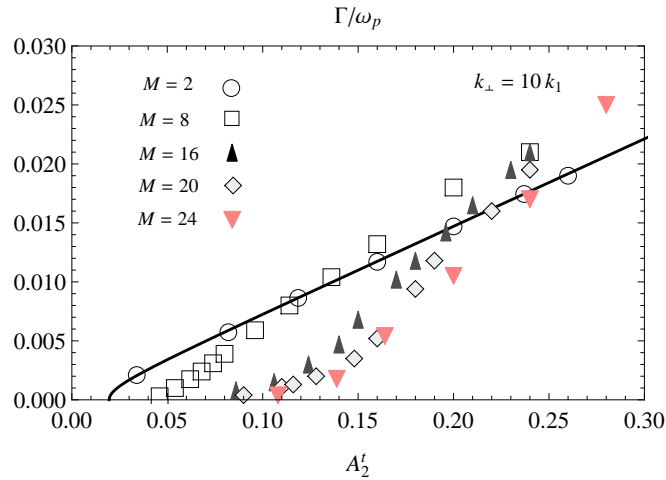 Γ/ω_p
0.030
0.025
0.020
0.015
0.010
0.005
0.000
M = 2
M = 8
M = 16
M = 20
M = 24
k_⊥ = 10 k_1
0.00 0.05 0.10 0.15 0.20 0.25 0.30
A_2^t